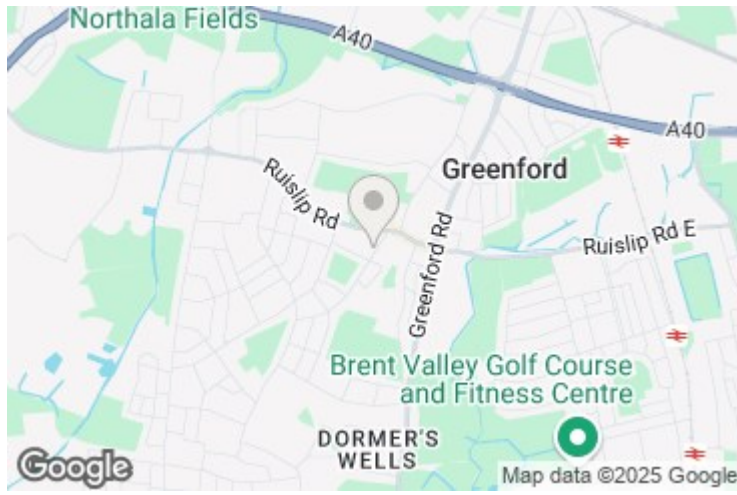 Northala Fields
A40
A40
Greenford
Ruislip Rd
Greenford Rd
Ruislip Rd E
Brent Valley Golf Course
and Fitness Centre
DORMER'S
WELLS
Google
Map data ©2025 Google